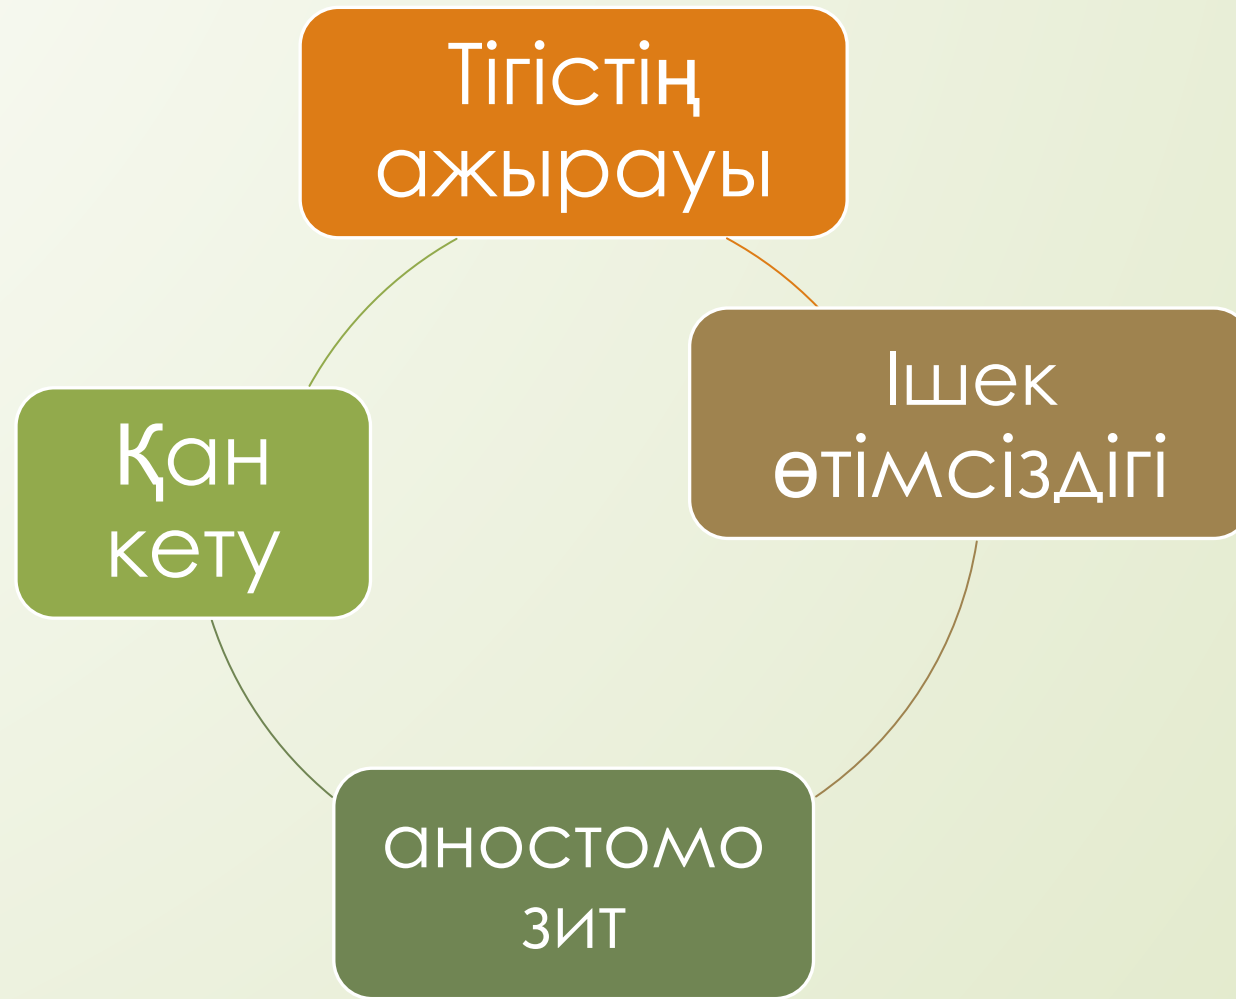 Тігістің
ажырауы
Ішек
өтімсіздігі
Қан
кету
аностомо
зит